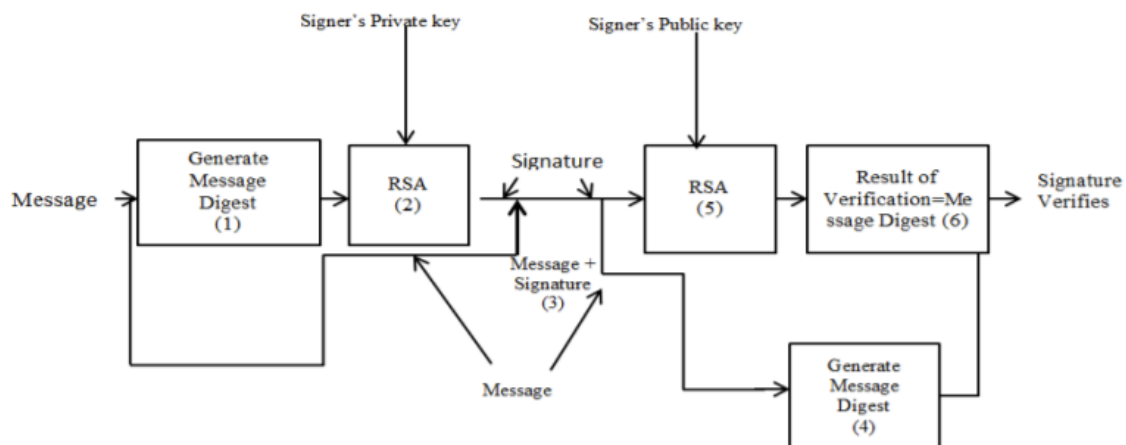 Signer's Private key
Signer's Public key
Message
Generate
Message
Digest
(1)
RSA
(2)
Signature
RSA
(5)
Result of
Verification=Me
ssage Digest (6)
Signature
Verifies
Message +
Signature
(3)
Message
Generate
Message
Digest
(4)